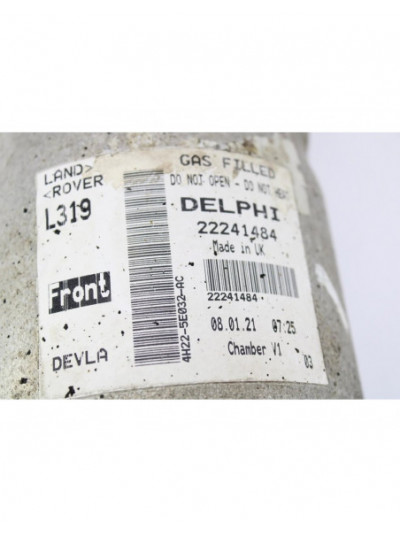 LAND>
<ROVER
L319
Front
DEVLA
4H22-5E032-AC
GAS FILLED
DO NOT OPEN - DO NOT HEAT
DELPHI
22241484
Made in UK
22241484
08.01.21 07:25
Chamber V1
03